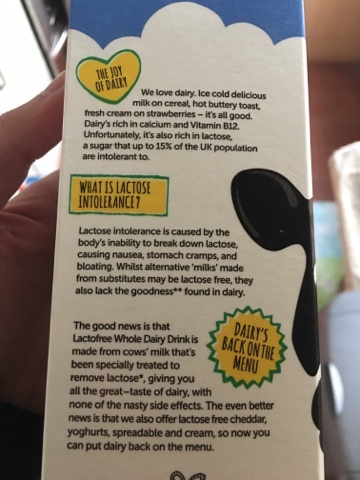 THE JOY
OF DAIRY
We love dairy. Ice cold delicious
milk on cereal, hot buttery toast,
fresh cream on strawberries – it's all good.
Dairy's rich in calcium and Vitamin B12.
Unfortunately, it's also rich in lactose,
a sugar that up to 15% of the UK population
are intolerant to.
WHAT IS LACTOSE
INTOLERANCE?
Lactose intolerance is caused by the
body's inability to break down lactose,
causing nausea, stomach cramps, and
bloating. Whilst alternative 'milks' made
from substitutes may be lactose free, they
also lack the goodness** found in dairy.
The good news is that
Lactofree Whole Dairy Drink is
made from cows' milk that's
been specially treated to
remove lactose*, giving you
all the great–taste of dairy, with
none of the nasty side effects. The even better
news is that we also offer lactose free cheddar,
yoghurts, spreadable and cream, so now you
can put dairy back on the menu.
DAIRY'S
BACK ON THE
MENU